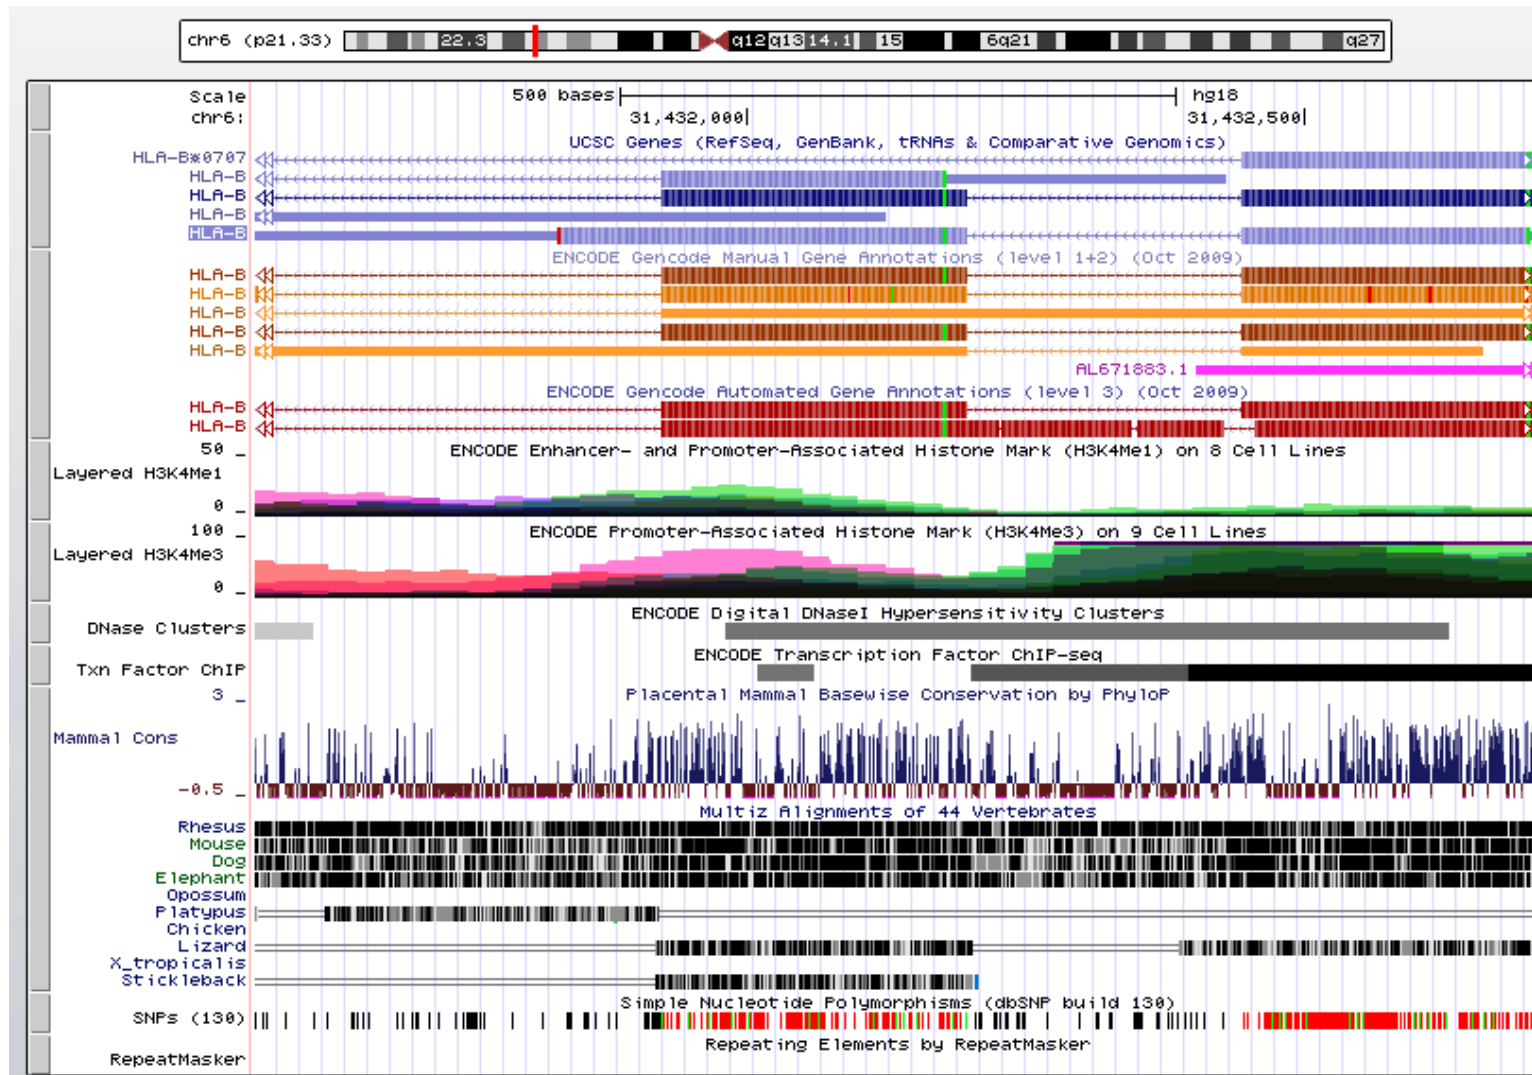 chr6 (p21.33) 22.3 q12 q13 14.1 15 6q21 q27
Scale 500 bases hg18
chr6: 31,432,000 31,432,500
UCSC Genes (RefSeq, GenBank, tRNAs & Comparative Genomics)
HLA-B*0707
HLA-B
HLA-B
HLA-B
HLA-B
ENCODE Gencode Manual Gene Annotations (level 1+2) (Oct 2009)
HLA-B
HLA-B
HLA-B
HLA-B
HLA-B
AL671883.1
ENCODE Gencode Automated Gene Annotations (level 3) (Oct 2009)
HLA-B
HLA-B
50 _ ENCODE Enhancer- and Promoter-Associated Histone Mark (H3K4Me1) on 8 Cell Lines
Layered H3K4Me1
0 _
100 _ ENCODE Promoter-Associated Histone Mark (H3K4Me3) on 9 Cell Lines
Layered H3K4Me3
0 _
ENCODE Digital DNaseI Hypersensitivity Clusters
DNase Clusters
ENCODE Transcription Factor ChIP-seq
Txn Factor ChIP
3 _ Placental Mammal Basewise Conservation by PhyloP
Mammal Cons
-0.5 _
Multiz Alignments of 44 Vertebrates
Rhesus
Mouse
Dog
Elephant
Opossum
Platypus
Chicken
Lizard
X_tropicalis
Stickleback
Simple Nucleotide Polymorphisms (dbSNP build 130)
SNPs (130)
Repeating Elements by RepeatMasker
RepeatMasker